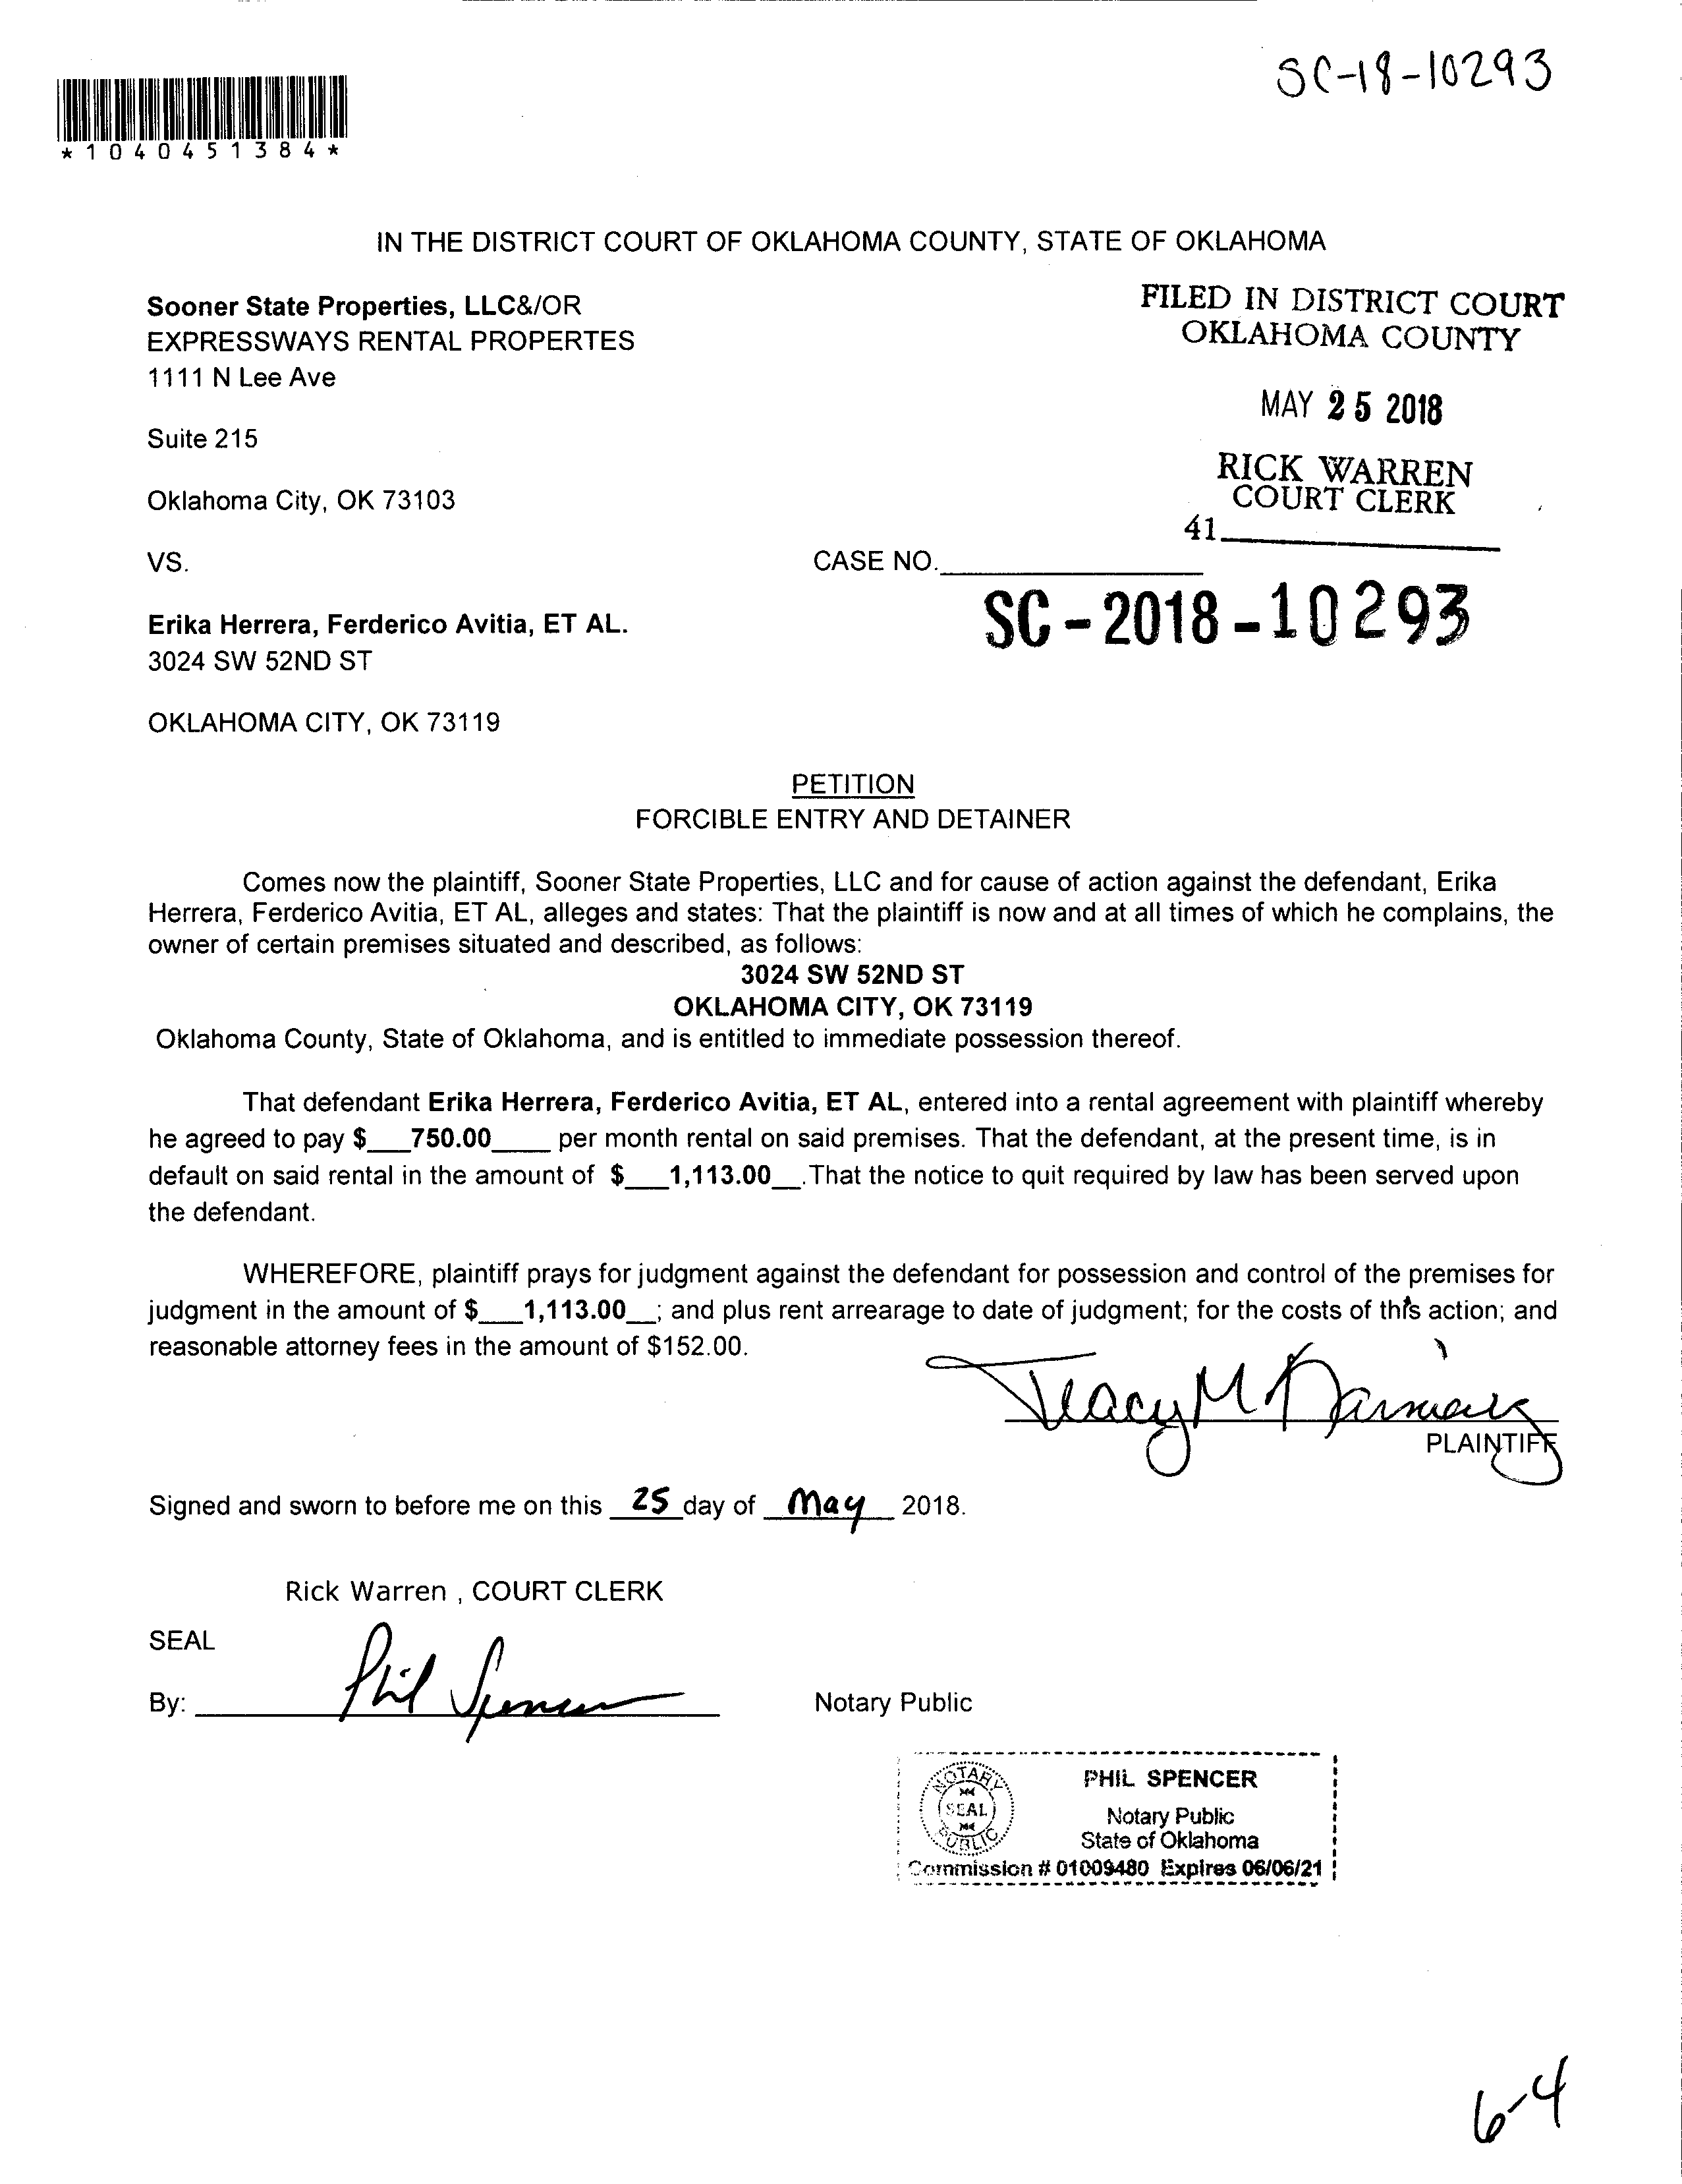 SC-18-10293
*1040451384*
IN THE DISTRICT COURT OF OKLAHOMA COUNTY, STATE OF OKLAHOMA
Sooner State Properties, LLC&/OR
EXPRESSWAYS RENTAL PROPERTES
1111 N Lee Ave
Suite 215
Oklahoma City, OK 73103
FILED IN DISTRICT COURT
OKLAHOMA COUNTY
MAY 25 2018
RICK WARREN
COURT CLERK
41
VS.
CASE NO.
SC-2018-10293
Erika Herrera, Ferderico Avitia, ET AL.
3024 SW 52ND ST
OKLAHOMA CITY, OK 73119
PETITION
FORCIBLE ENTRY AND DETAINER
Comes now the plaintiff, Sooner State Properties, LLC and for cause of action against the defendant, Erika
Herrera, Ferderico Avitia, ET AL, alleges and states: That the plaintiff is now and at all times of which he complains, the
owner of certain premises situated and described, as follows:
3024 SW 52ND ST
OKLAHOMA CITY, OK 73119
Oklahoma County, State of Oklahoma, and is entitled to immediate possession thereof.
That defendant Erika Herrera, Ferderico Avitia, ET AL, entered into a rental agreement with plaintiff whereby
he agreed to pay $___750.00____ per month rental on said premises. That the defendant, at the present time, is in
default on said rental in the amount of $___1,113.00__.That the notice to quit required by law has been served upon
the defendant.
WHEREFORE, plaintiff prays for judgment against the defendant for possession and control of the premises for
judgment in the amount of $___1,113.00__; and plus rent arrearage to date of judgment; for the costs of this action; and
reasonable attorney fees in the amount of $152.00.
Tracy M
PLAINTIFF
Signed and sworn to before me on this 25 day of May 2018.
Rick Warren , COURT CLERK
SEAL
By: Phil Spencer
Notary Public
NOTARY
SEAL
PUBLIC
PHIL SPENCER
Notary Public
State of Oklahoma
Commission # 01009480 Expires 06/06/21
6-4